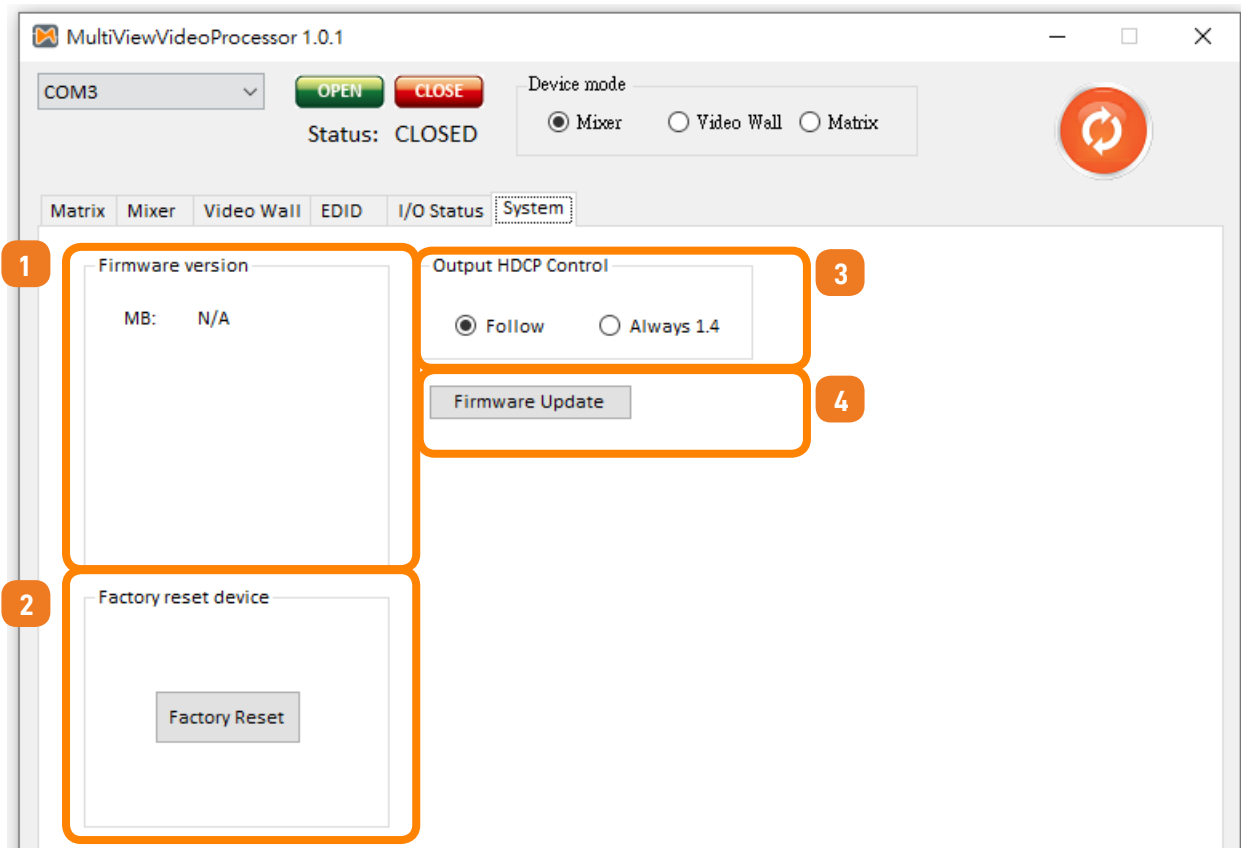 MultiViewVideoProcessor 1.0.1
COM3
OPEN CLOSE
Status: CLOSED
Device mode
Mixer Video Wall Matrix
Matrix Mixer Video Wall EDID I/O Status System
1
Firmware version
MB: N/A
3
Output HDCP Control
Follow Always 1.4
4
Firmware Update
2
Factory reset device
Factory Reset